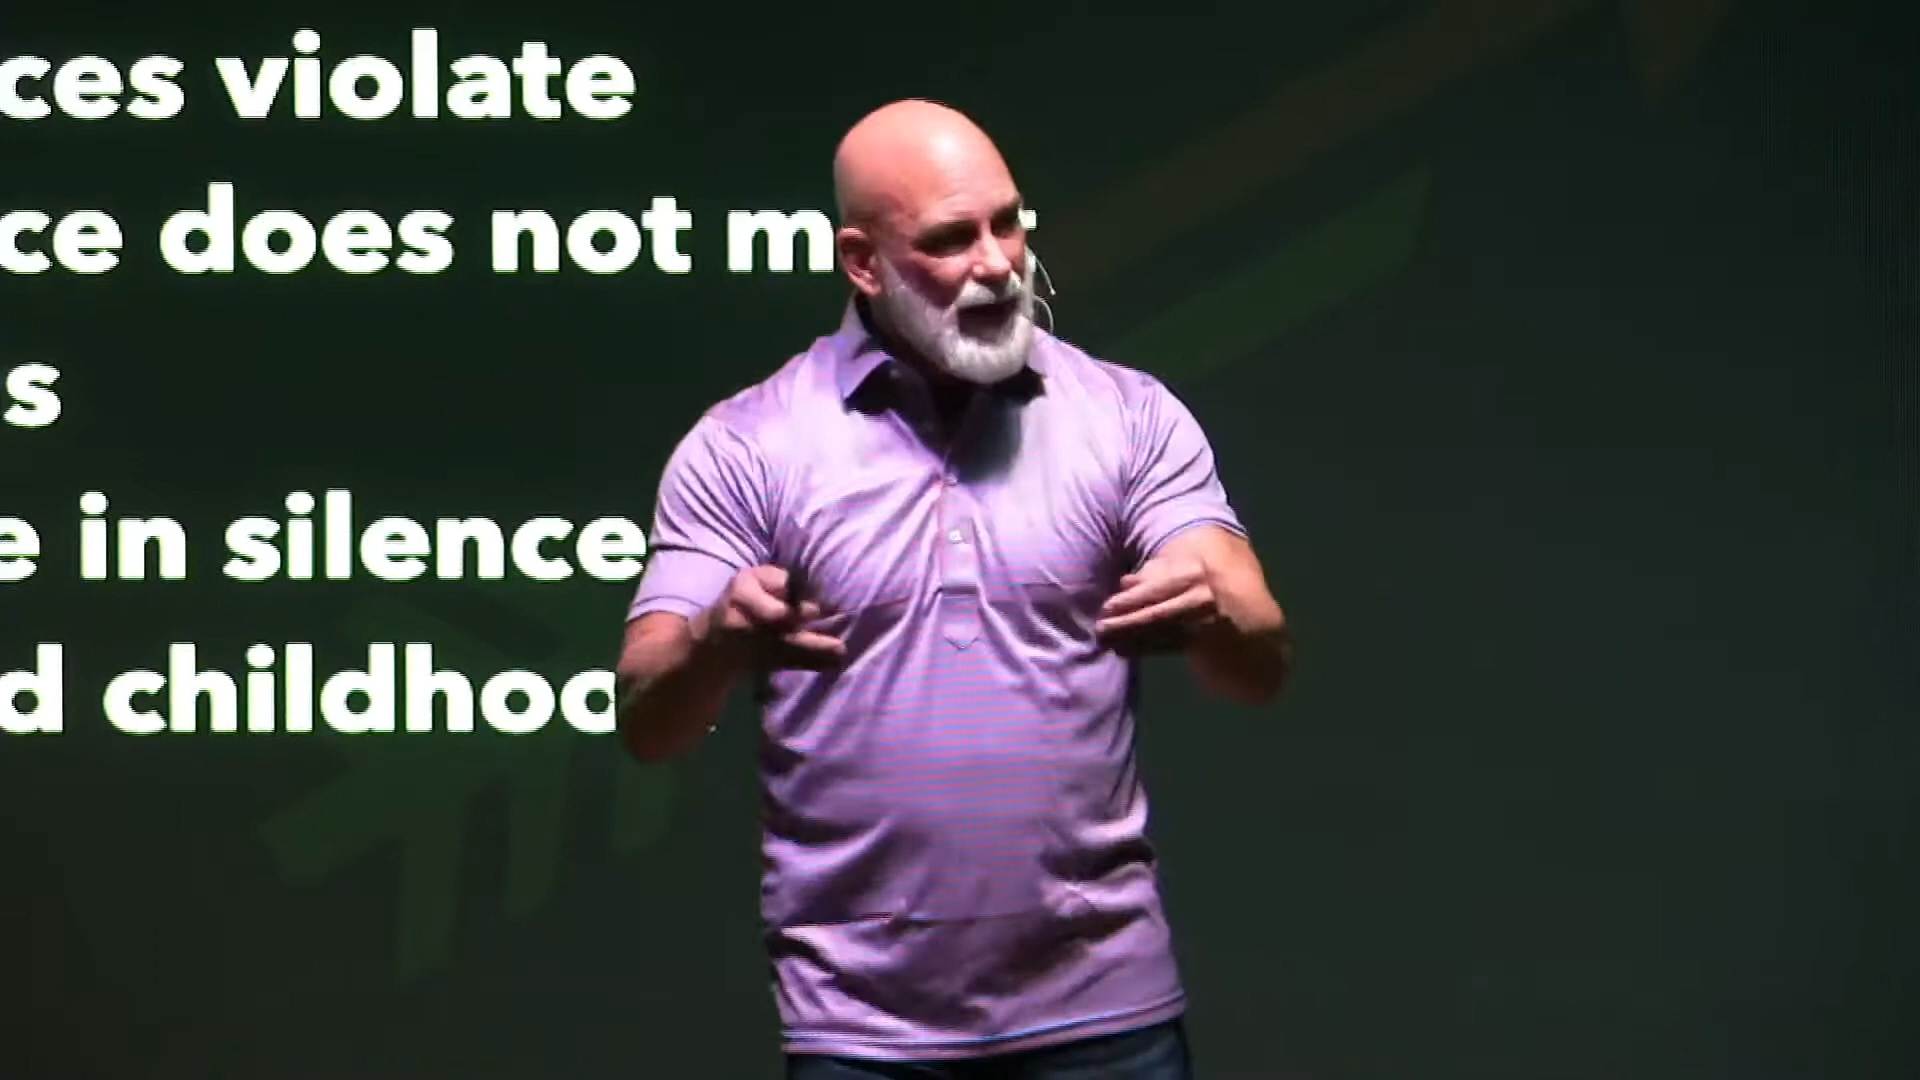 ces violate
ce does not m
s
e in silence
d childhoo